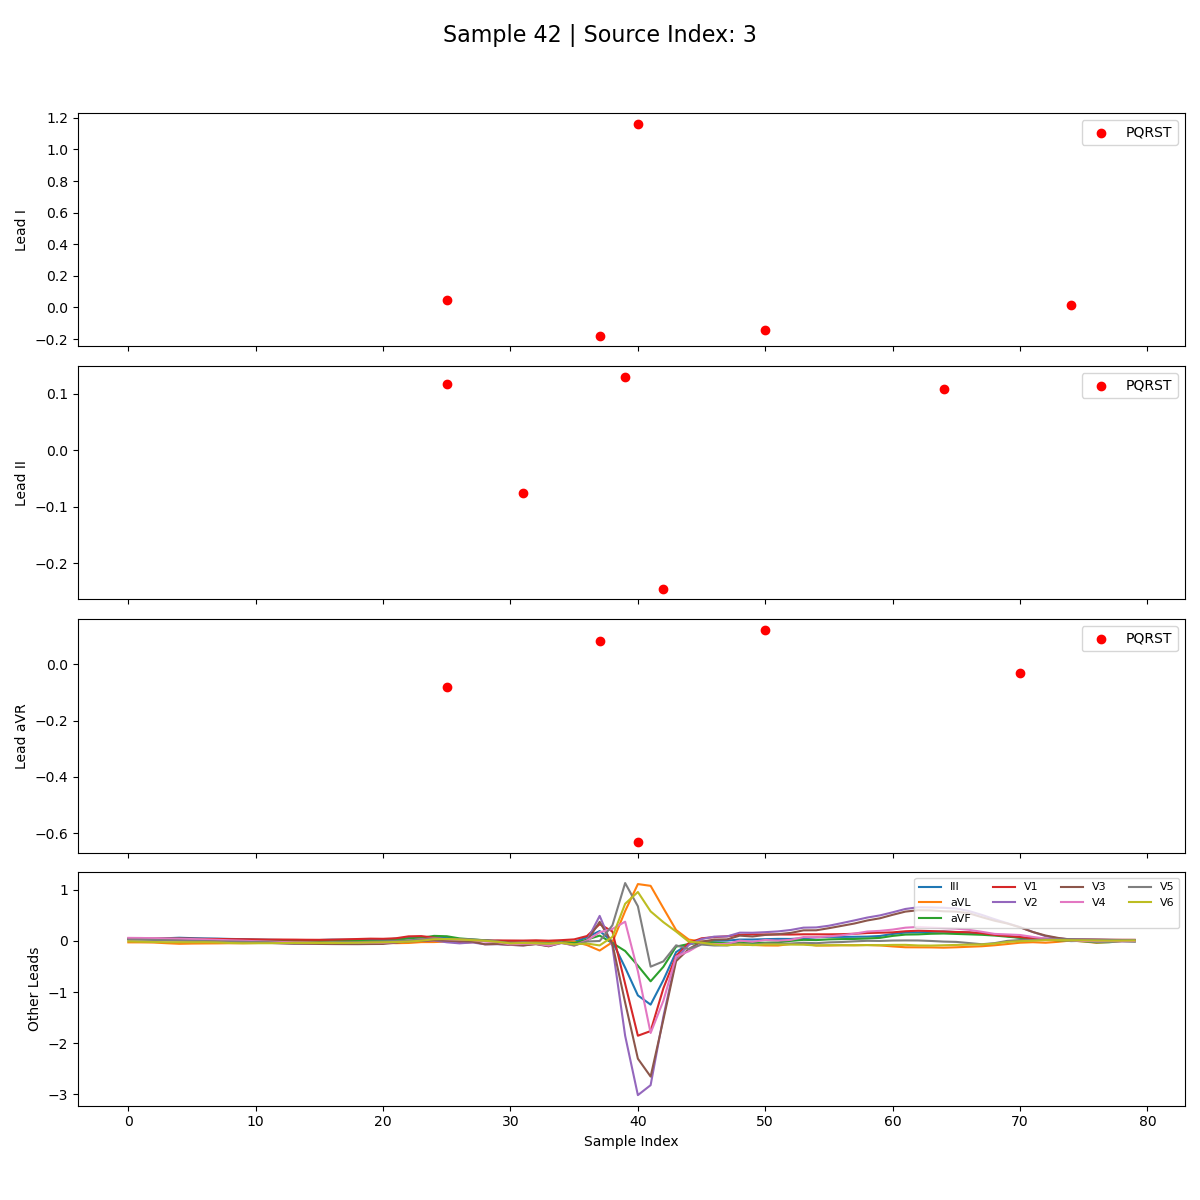 Sample 42 | Source Index: 3
1.2
1.0
0.8
0.6
0.4
0.2
0.0
−0.2
Lead I
PQRST
0.1
0.0
−0.1
−0.2
Lead II
PQRST
0.0
−0.2
−0.4
−0.6
Lead aVR
PQRST
1
0
−1
−2
−3
Other Leads
III V1 V3 V5
aVL V2 V4 V6
aVF
0 10 20 30 40 50 60 70 80
Sample Index